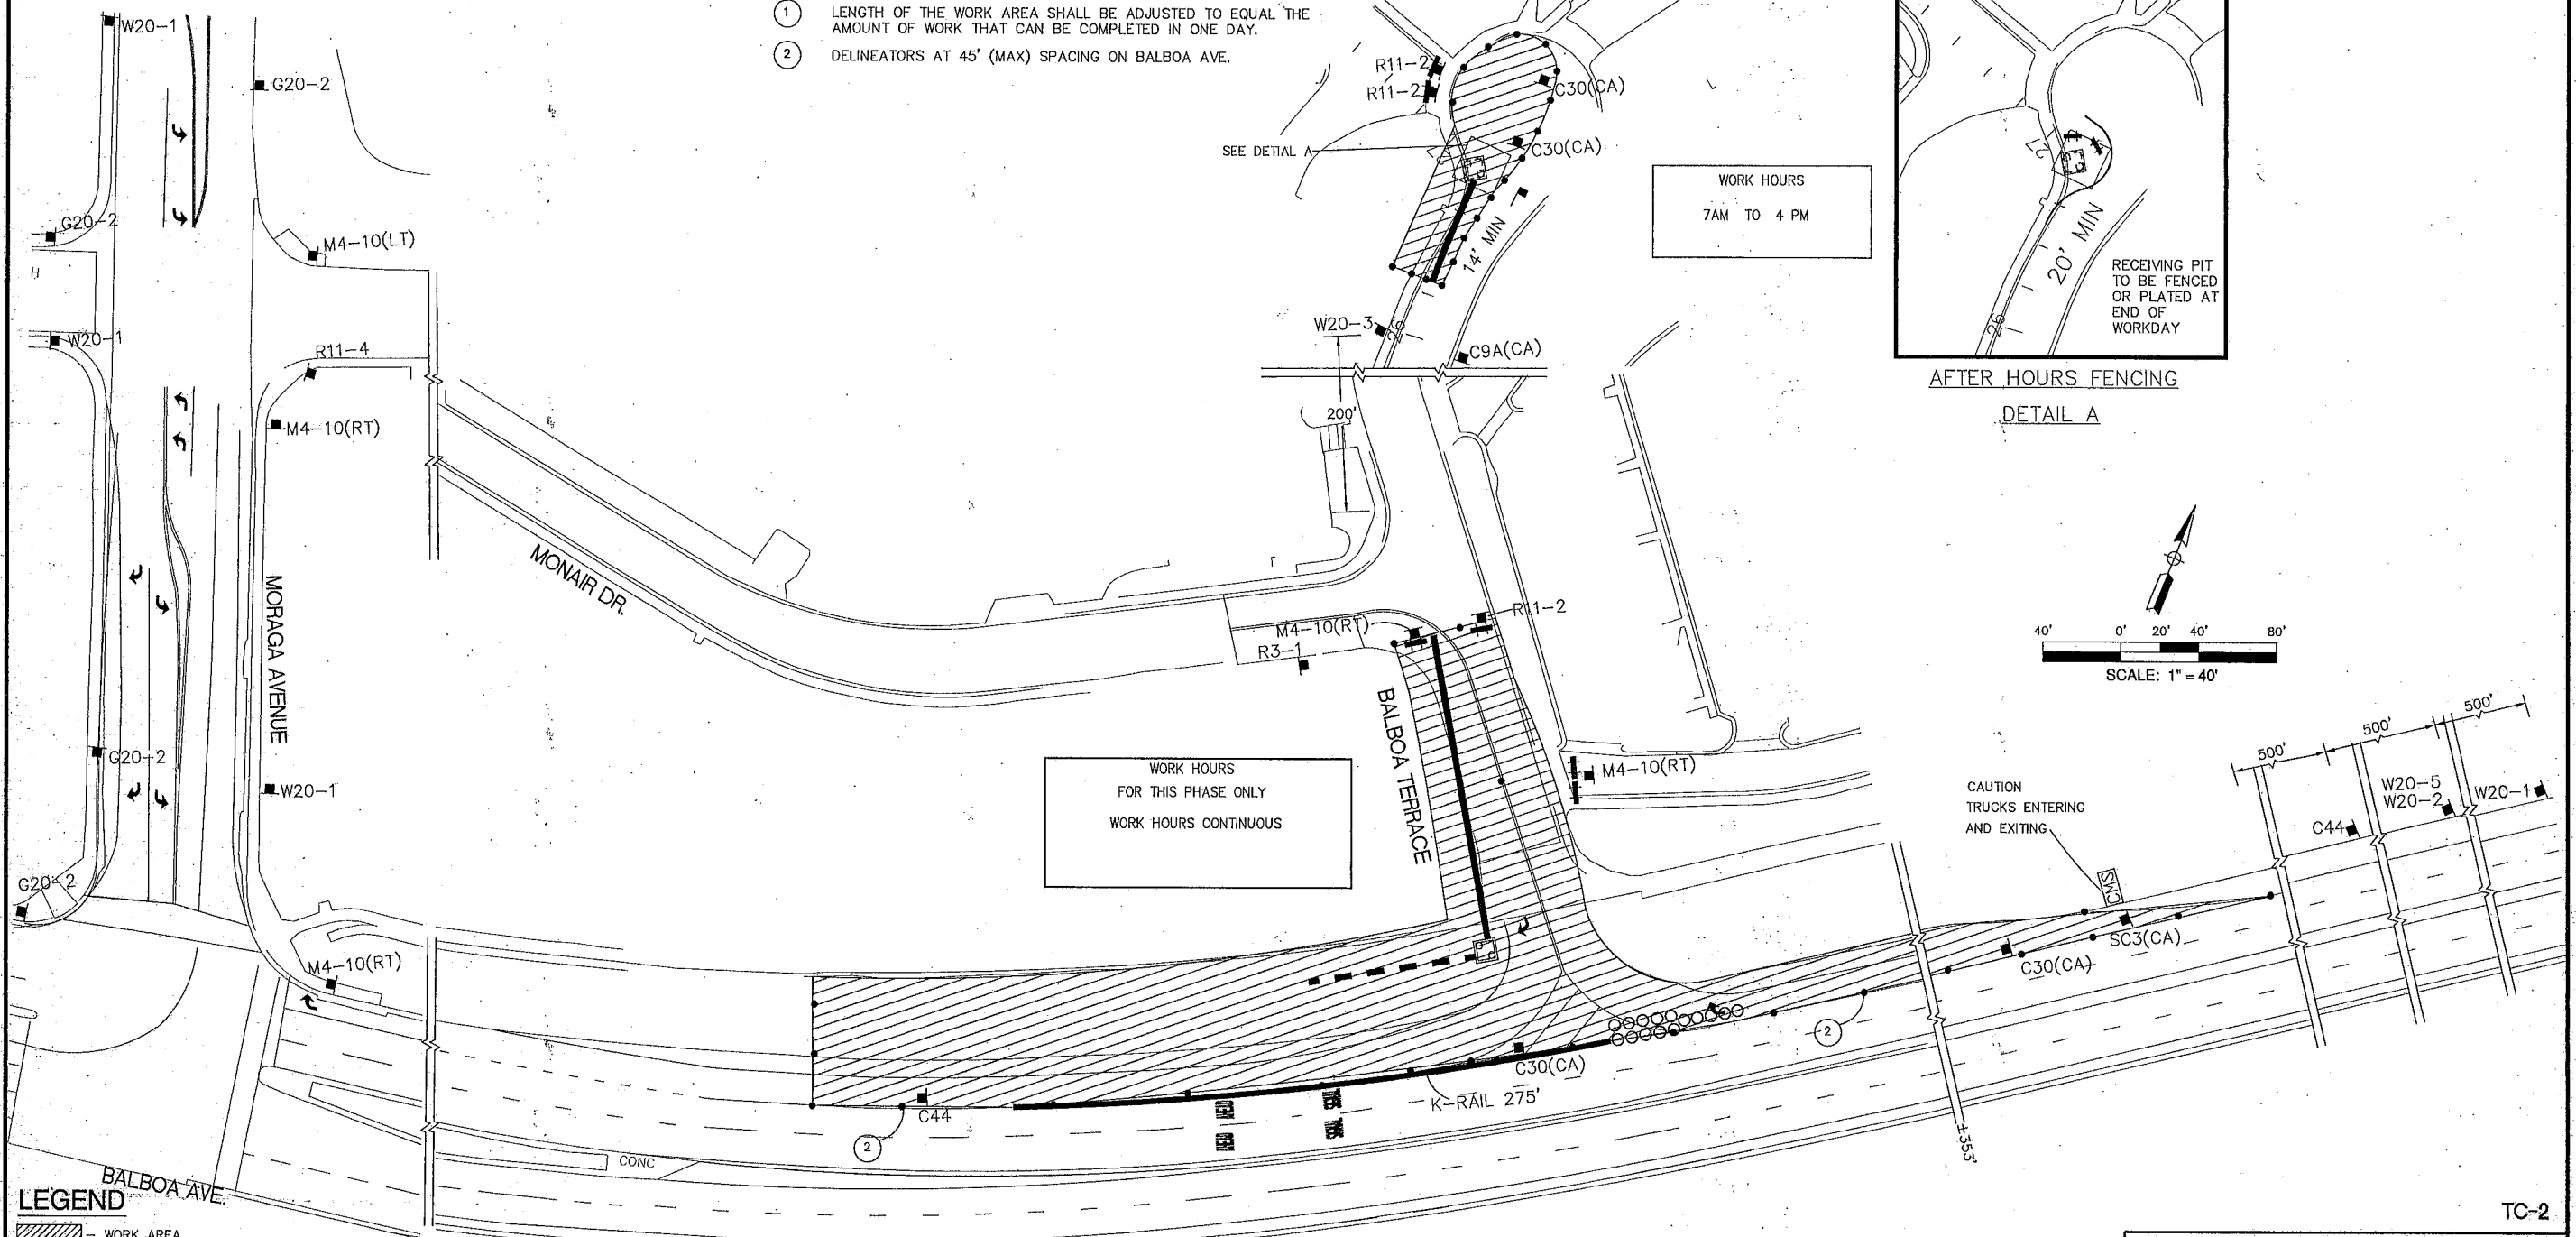 1 LENGTH OF THE WORK AREA SHALL BE ADJUSTED TO EQUAL THE
AMOUNT OF WORK THAT CAN BE COMPLETED IN ONE DAY.
2 DELINEATORS AT 45' (MAX) SPACING ON BALBOA AVE.
W20-1
G20-2
G20-2
M4-10(LT)
H
W20-1
R11-4
M4-10(RT)
MORAGA AVENUE
G20-2
W20-1
G20-2
M4-10(RT)
BALBOA AVE.
LEGEND
- WORK AREA
MONAIR DR.
R11-2
R11-2
C30(CA)
C30(CA)
SEE DETIAL A
27
14' MIN
W20-3
26
C9A(CA)
200'
WORK HOURS
7AM TO 4 PM
27
20' MIN
26
RECEIVING PIT
TO BE FENCED
OR PLATED AT
END OF
WORKDAY
AFTER HOURS FENCING
DETAIL A
40' 0' 20' 40' 80'
SCALE: 1" = 40'
M4-10(RT)
R11-2
R3-1
BALBOA TERRACE
M4-10(RT)
WORK HOURS
FOR THIS PHASE ONLY
WORK HOURS CONTINUOUS
CAUTION
TRUCKS ENTERING
AND EXITING
CMS
500'
500'
500'
W20-5
W20-2
W20-1
C44
SC3(CA)
C30(CA)
2
C30(CA)
K-RAIL 275'
C44
2
CONC
±353'
TC-2